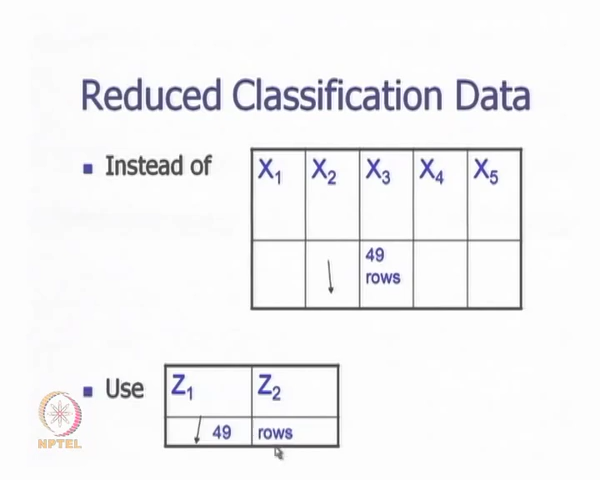 Reduced Classification Data
Instead of
X1 X2 X3 X4 X5
49
rows
Use
Z1 Z2
49 rows
NPTEL